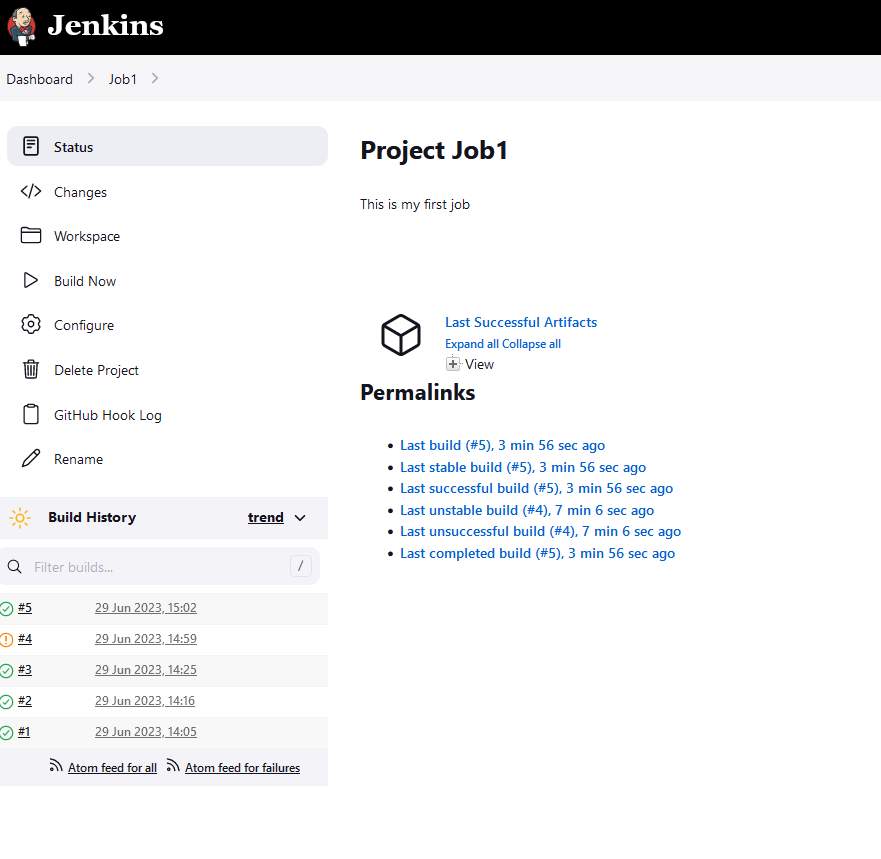 Jenkins
Dashboard
Job1
Status
Changes
Workspace
Build Now
Configure
Delete Project
GitHub Hook Log
Rename
Build History
trend
Filter builds...
/
#5 29 Jun 2023, 15:02
#4 29 Jun 2023, 14:59
#3 29 Jun 2023, 14:25
#2 29 Jun 2023, 14:16
#1 29 Jun 2023, 14:05
Atom feed for all Atom feed for failures
Project Job1
This is my first job
Last Successful Artifacts
Expand all Collapse all
View
Permalinks
Last build (#5), 3 min 56 sec ago
Last stable build (#5), 3 min 56 sec ago
Last successful build (#5), 3 min 56 sec ago
Last unstable build (#4), 7 min 6 sec ago
Last unsuccessful build (#4), 7 min 6 sec ago
Last completed build (#5), 3 min 56 sec ago